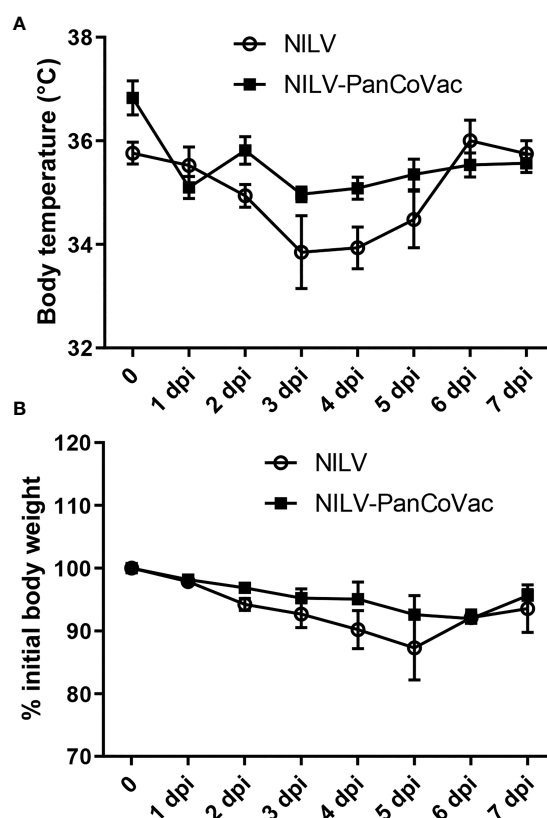 A
Body temperature (°C)
38
36
34
32
NILV
NILV-PanCoVac
0
1 dpi
2 dpi
3 dpi
4 dpi
5 dpi
6 dpi
7 dpi
B
% initial body weight
120
110
100
90
80
70
NILV
NILV-PanCoVac
0
1 dpi
2 dpi
3 dpi
4 dpi
5 dpi
6 dpi
7 dpi